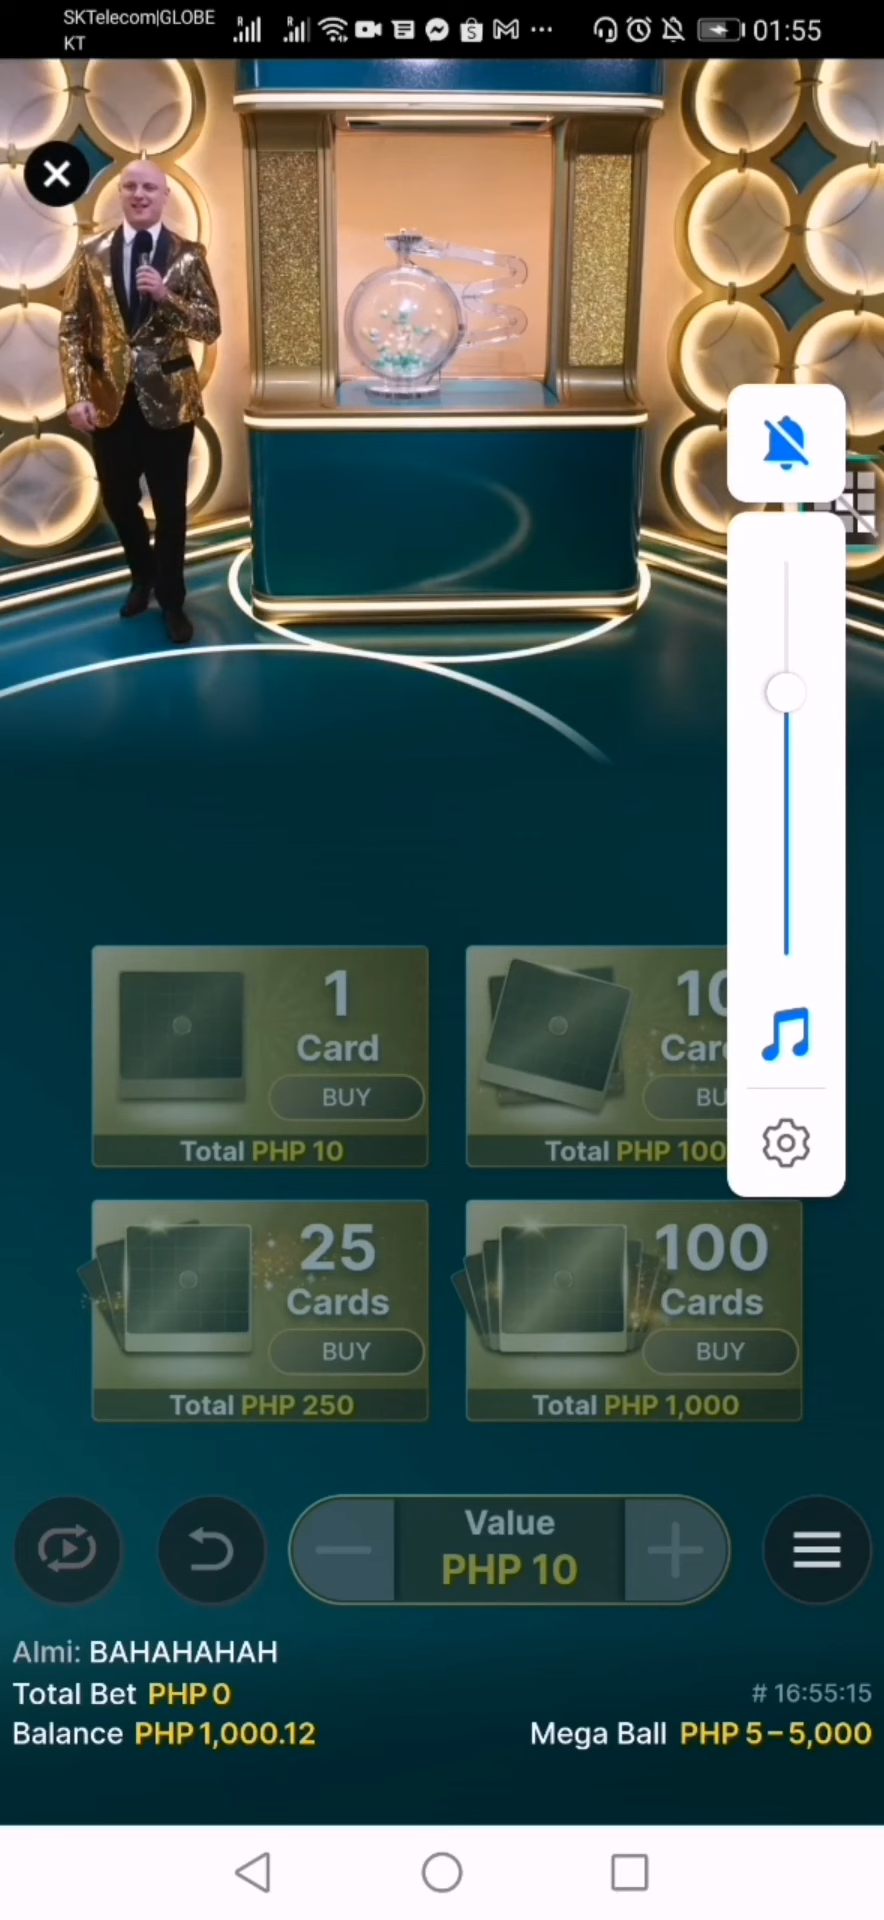 SKTelecom|GLOBE
KT
01:55
1
Card
BUY
Total PHP 10
10
Total PHP 100
25
Cards
BUY
Total PHP 250
100
Cards
BUY
Total PHP 1,000
Value
PHP 10
Almi: BAHAHAHAH
Total Bet PHP 0
# 16:55:15
Balance PHP 1,000.12
Mega Ball PHP 5–5,000